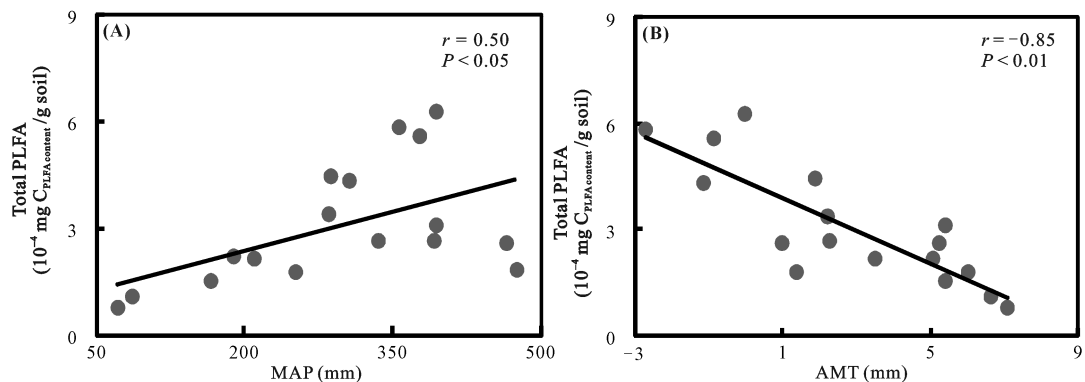 (A)
r = 0.50
P < 0.05
9
6
3
0
50
200
350
500
MAP (mm)
Total PLFA
(10⁻⁴ mg C PLFA content /g soil)
(B)
r = −0.85
P < 0.01
9
6
3
0
−3
1
5
9
AMT (mm)
Total PLFA
(10⁻⁴ mg C PLFA content /g soil)